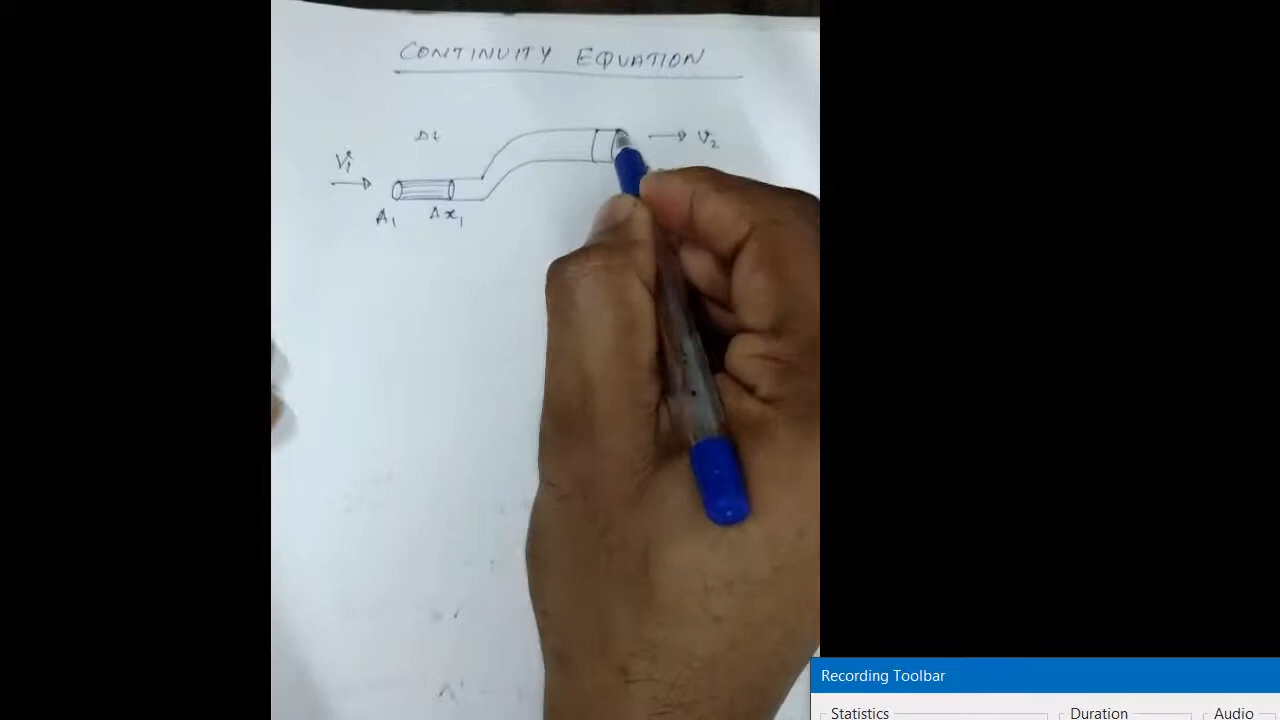 CONTINUITY EQUATION
Δt
V₁
V₂
A₁
Δx₁
Recording Toolbar
Statistics
Duration
Audio